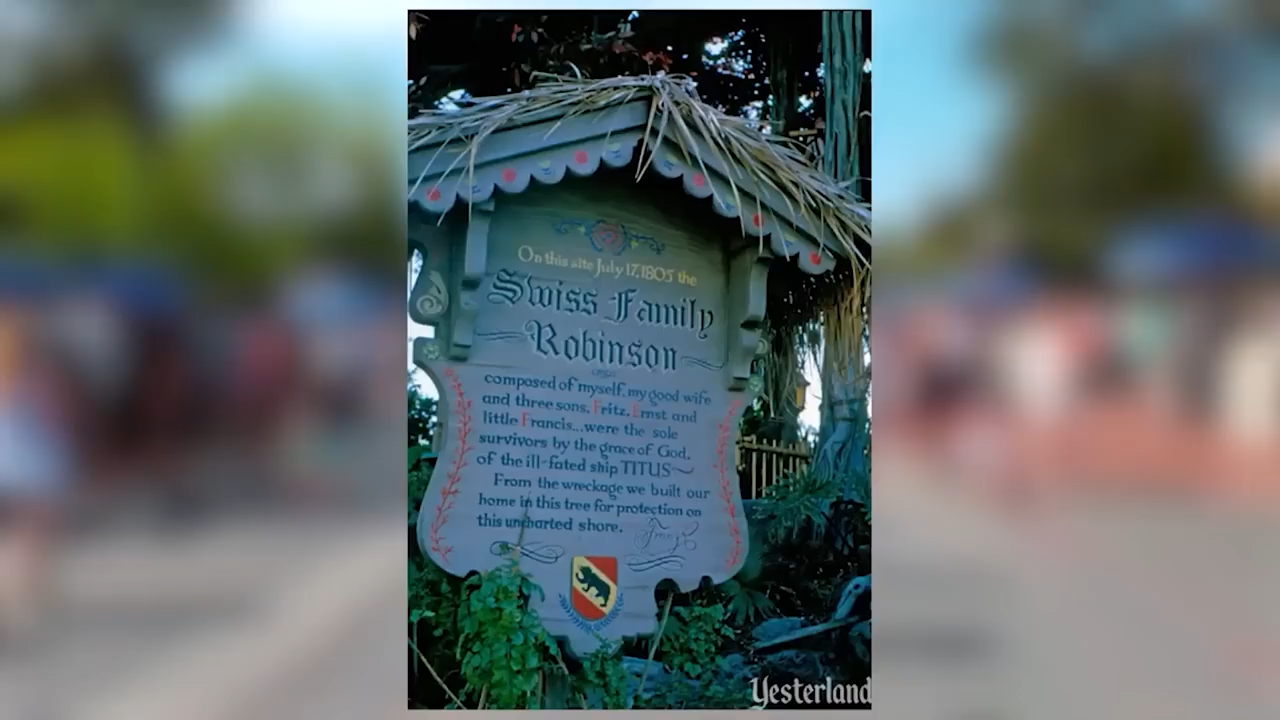 On this site July 17, 1805 the
Swiss Family
Robinson
composed of myself, my good wife
and three sons, Fritz, Ernst and
little Francis...were the sole
survivors by the grace of God,
of the ill-fated ship TITUS~
From the wreckage we built our
home in this tree for protection on
this uncharted shore.
Franz
Yesterland